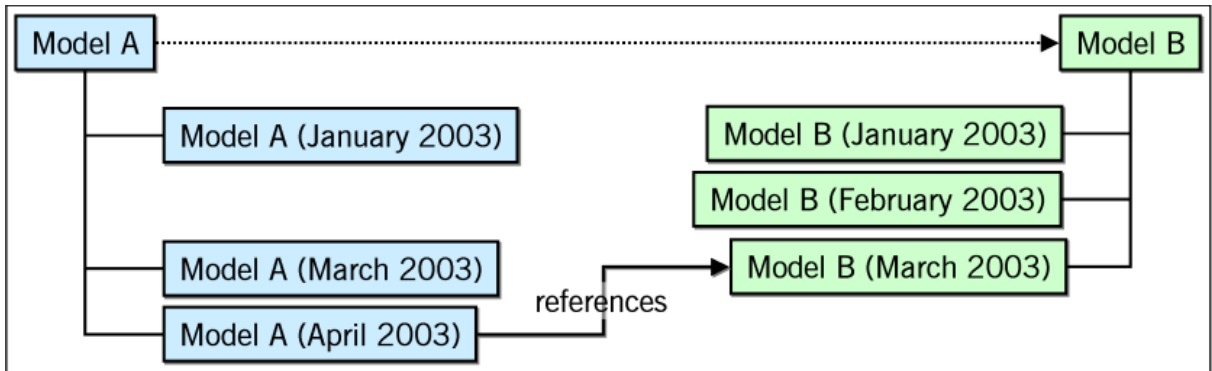 Model A
Model B
Model A (January 2003)
Model B (January 2003)
Model B (February 2003)
Model A (March 2003)
Model B (March 2003)
references
Model A (April 2003)